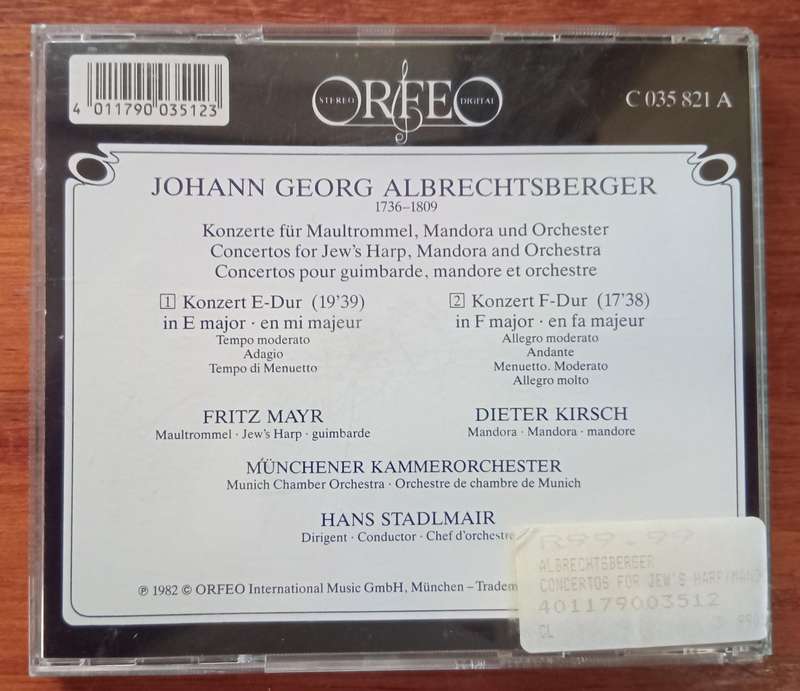 4 011790 035123
STEREO ORFEO DIGITAL
C 035 821 A
JOHANN GEORG ALBRECHTSBERGER
1736–1809
Konzerte für Maultrommel, Mandora und Orchester
Concertos for Jew's Harp, Mandora and Orchestra
Concertos pour guimbarde, mandore et orchestre
1 Konzert E-Dur (19'39)
in E major · en mi majeur
Tempo moderato
Adagio
Tempo di Menuetto
2 Konzert F-Dur (17'38)
in F major · en fa majeur
Allegro moderato
Andante
Menuetto. Moderato
Allegro molto
FRITZ MAYR
Maultrommel · Jew's Harp · guimbarde
DIETER KIRSCH
Mandora · Mandora · mandore
MÜNCHENER KAMMERORCHESTER
Munich Chamber Orchestra · Orchestre de chambre de Munich
HANS STADLMAIR
Dirigent · Conductor · Chef d'orchestre
℗ 1982 © ORFEO International Music GmbH, München – Tradem
R99.99
ALBRECHTSBERGER
CONCERTOS FOR JEW'S HARP/MAND
401179003512
CL